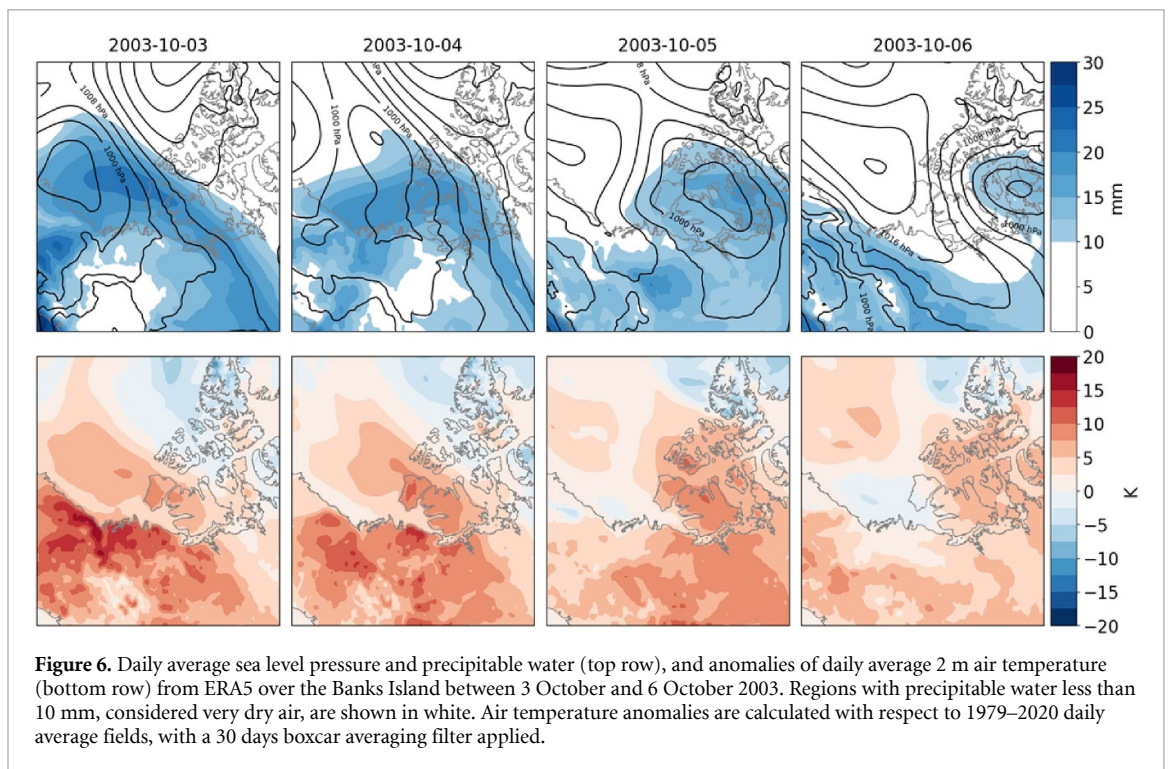 2003-10-03 2003-10-04 2003-10-05 2003-10-06
1008 hPa
1000 hPa
1000 hPa
1000 hPa
8 hPa
1000 hPa
1008 hPa
1000 hPa
1016 hPa
1000 hPa
30
25
20
15
10
0
mm
20
15
10
5
0
−5
−10
−15
−20
K
Figure 6. Daily average sea level pressure and precipitable water (top row), and anomalies of daily average 2 m air temperature
(bottom row) from ERA5 over the Banks Island between 3 October and 6 October 2003. Regions with precipitable water less than
10 mm, considered very dry air, are shown in white. Air temperature anomalies are calculated with respect to 1979–2020 daily
average fields, with a 30 days boxcar averaging filter applied.